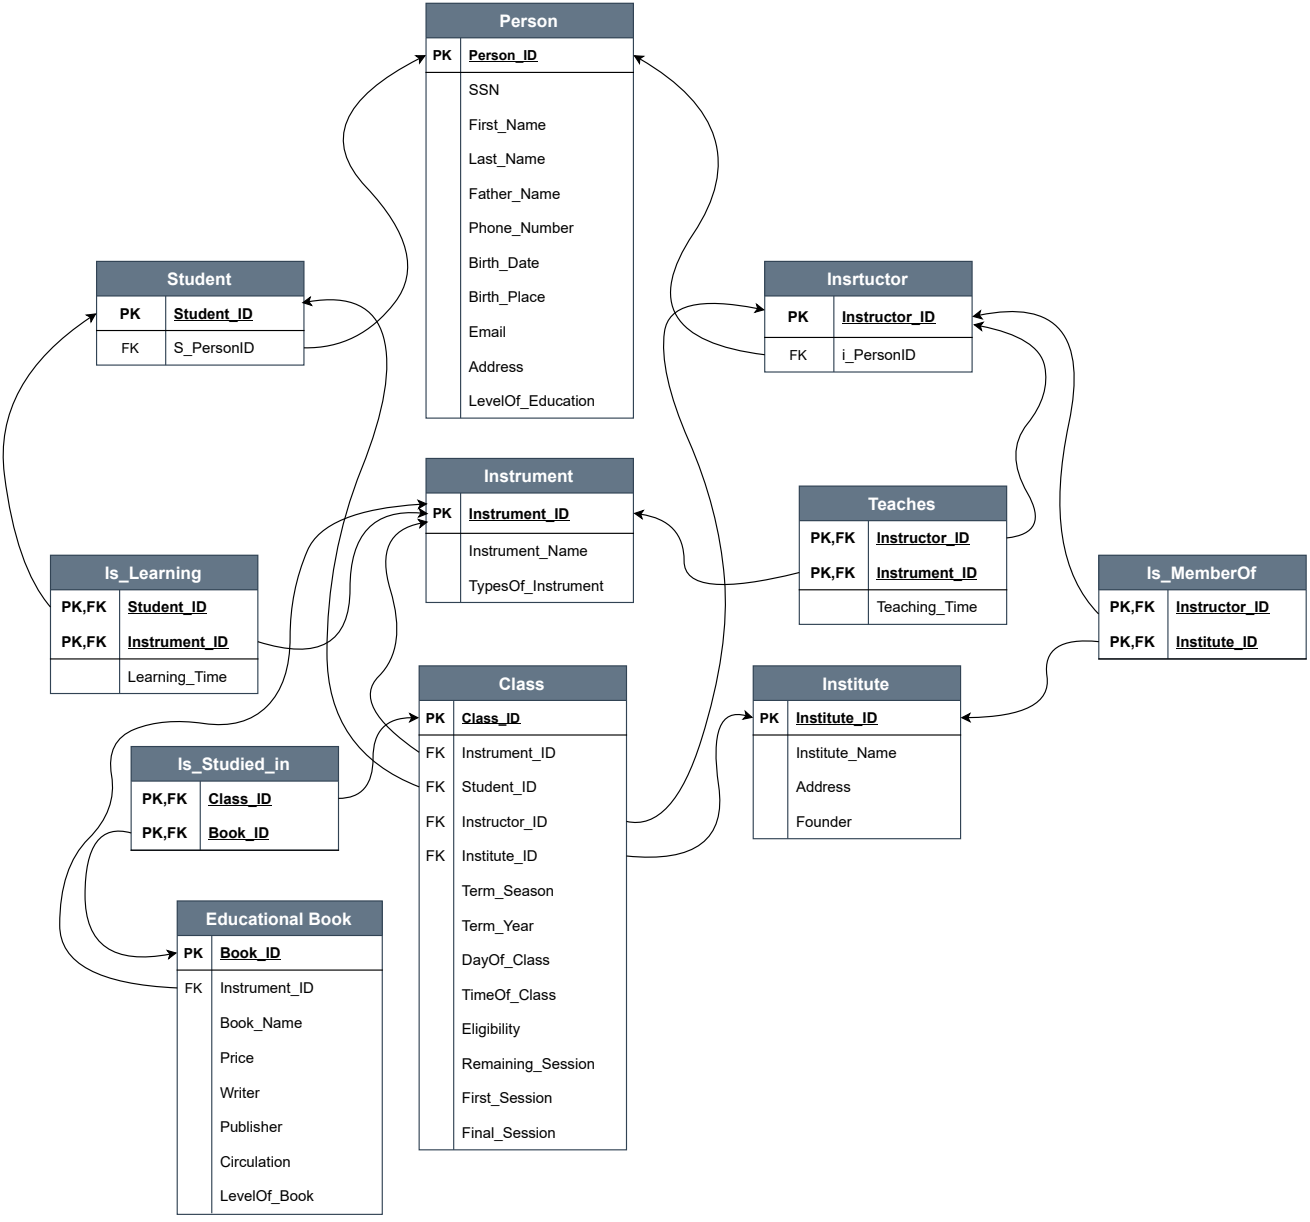 Person
PK Person_ID
SSN
First_Name
Last_Name
Father_Name
Phone_Number
Birth_Date
Birth_Place
Email
Address
LevelOf_Education
Student
PK Student_ID
FK S_PersonID
Insrtuctor
PK Instructor_ID
FK i_PersonID
Instrument
PK Instrument_ID
Instrument_Name
TypesOf_Instrument
Teaches
PK,FK Instructor_ID
PK,FK Instrument_ID
Teaching_Time
Is_Learning
PK,FK Student_ID
PK,FK Instrument_ID
Learning_Time
Is_MemberOf
PK,FK Instructor_ID
PK,FK Institute_ID
Class
PK Class_ID
FK Instrument_ID
FK Student_ID
FK Instructor_ID
FK Institute_ID
Term_Season
Term_Year
DayOf_Class
TimeOf_Class
Eligibility
Remaining_Session
First_Session
Final_Session
Institute
PK Institute_ID
Institute_Name
Address
Founder
Is_Studied_in
PK,FK Class_ID
PK,FK Book_ID
Educational Book
PK Book_ID
FK Instrument_ID
Book_Name
Price
Writer
Publisher
Circulation
LevelOf_Book